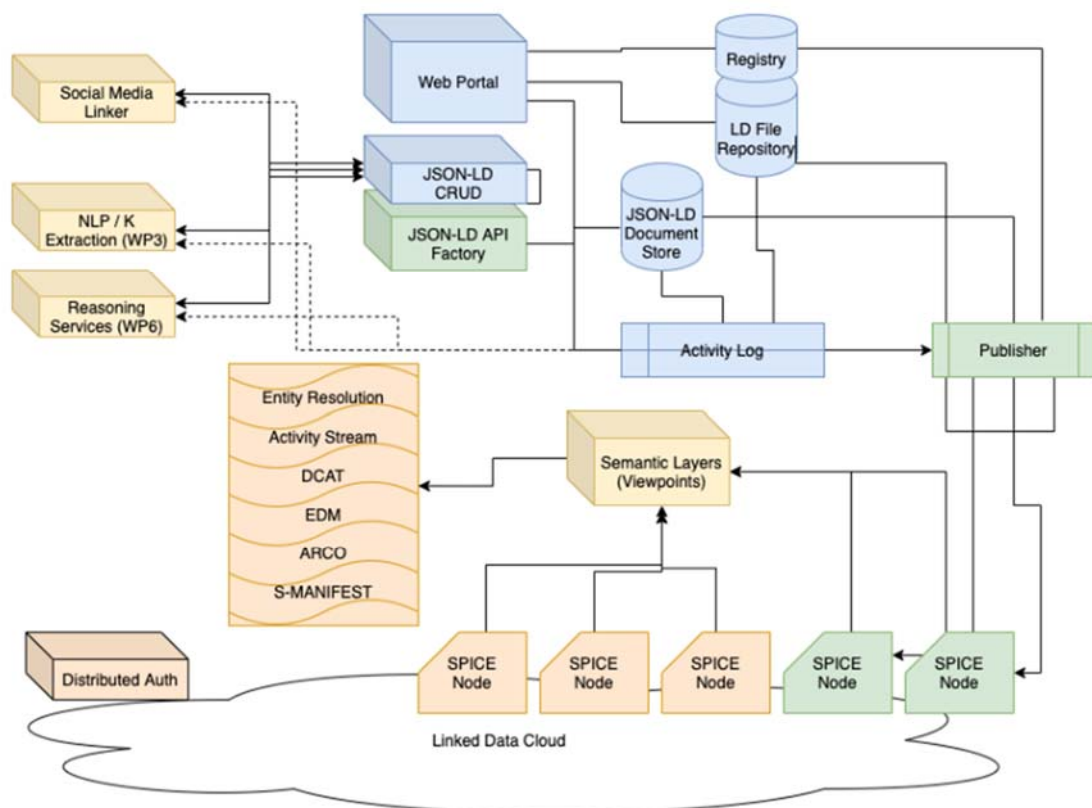 Social Media
Linker
Web Portal
Registry
LD File
Repository
JSON-LD
CRUD
NLP / K
Extraction (WP3)
JSON-LD API
Factory
JSON-LD
Document
Store
Reasoning
Services (WP6)
Activity Log
Publisher
Entity Resolution
Activity Stream
DCAT
EDM
ARCO
S-MANIFEST
Semantic Layers
(Viewpoints)
Distributed Auth
SPICE
Node
SPICE
Node
SPICE
Node
SPICE
Node
SPICE
Node
Linked Data Cloud